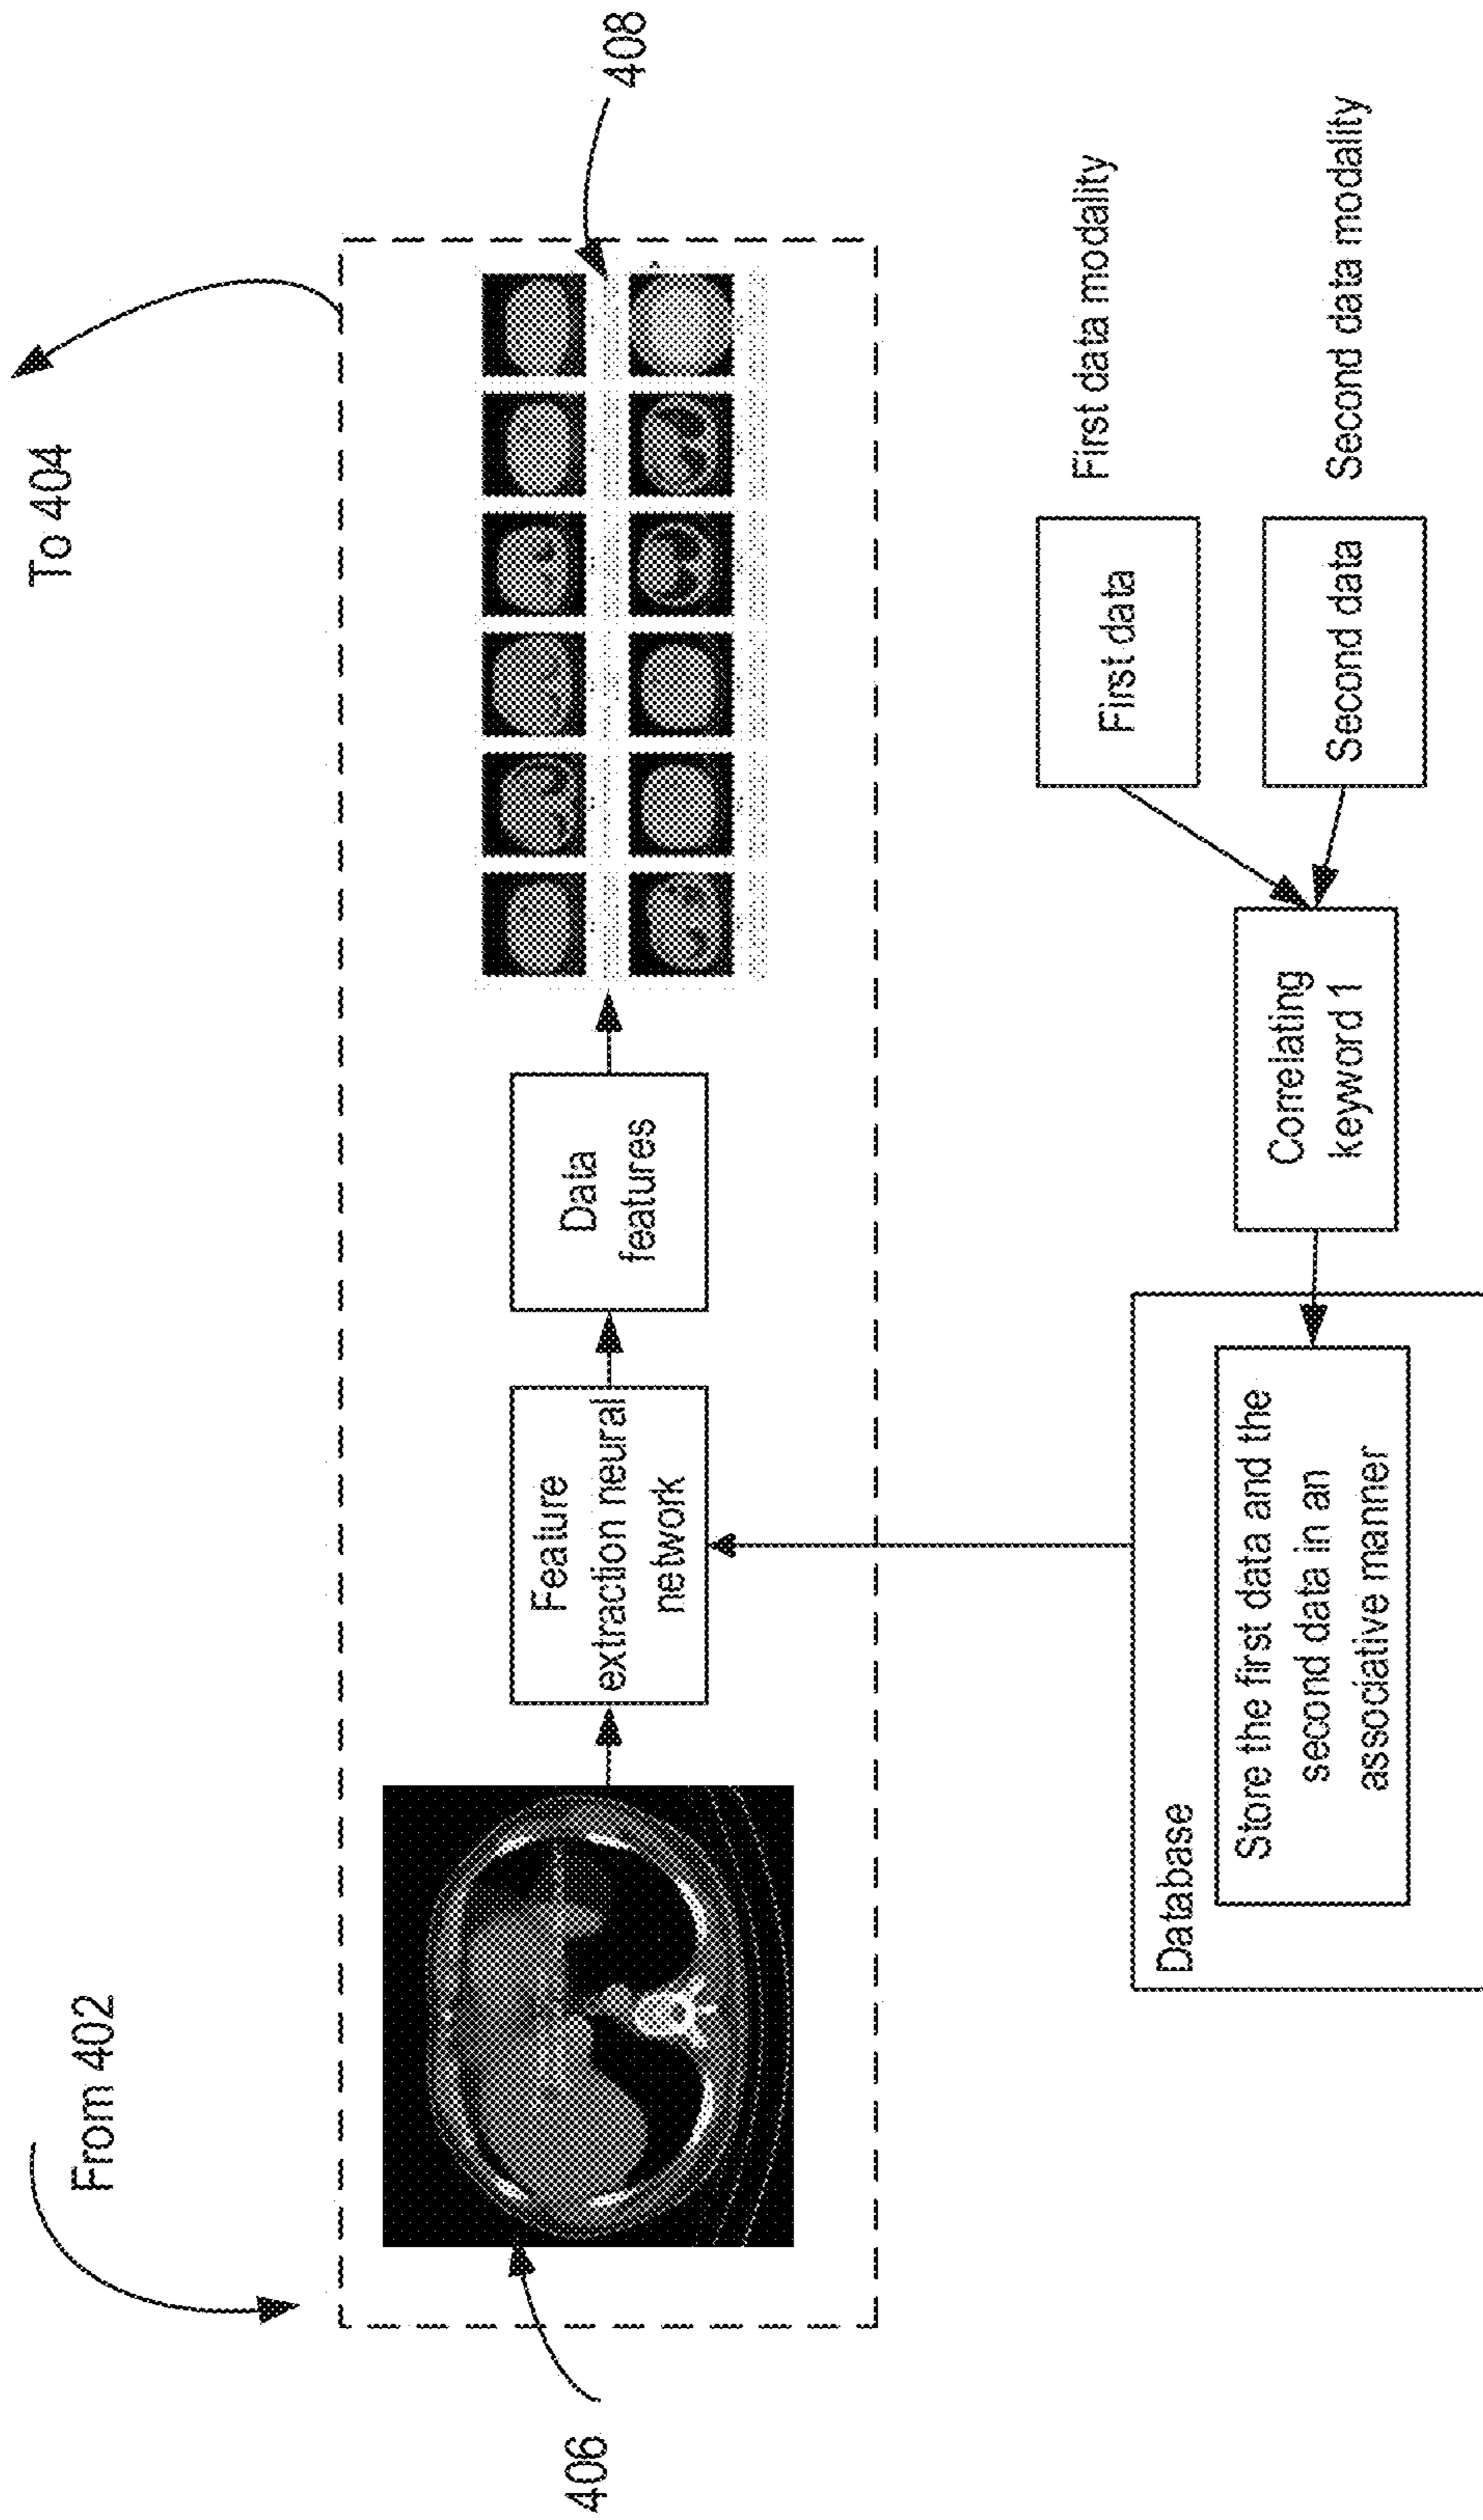 From 402
To 404
406
408
Feature
extraction neural
network
Data
features
Database
Store the first data and the
second data in an
associative manner
Correlating
keyword 1
First data
First data modality
Second data
Second data modality